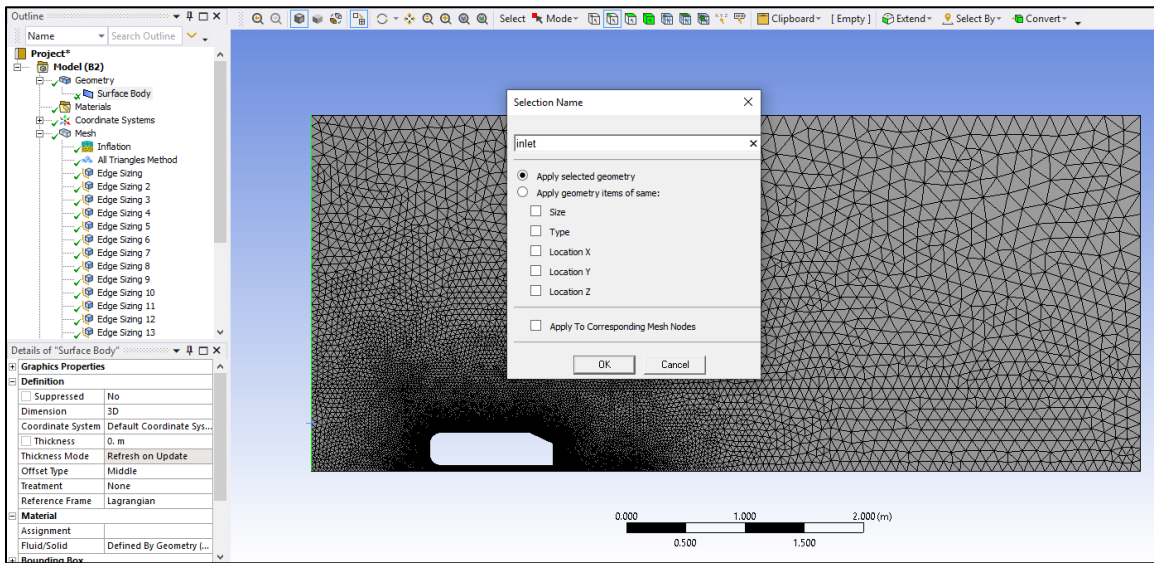 Outline
Name Search Outline
Select Mode Clipboard [ Empty ] Extend Select By Convert
Project*
Model (B2)
Geometry
Surface Body
Materials
Coordinate Systems
Mesh
Inflation
All Triangles Method
Edge Sizing
Edge Sizing 2
Edge Sizing 3
Edge Sizing 4
Edge Sizing 5
Edge Sizing 6
Edge Sizing 7
Edge Sizing 8
Edge Sizing 9
Edge Sizing 10
Edge Sizing 11
Edge Sizing 12
Edge Sizing 13
Details of "Surface Body"
Graphics Properties
Definition
Suppressed No
Dimension 3D
Coordinate System Default Coordinate Sys...
Thickness 0. m
Thickness Mode Refresh on Update
Offset Type Middle
Treatment None
Reference Frame Lagrangian
Material
Assignment
Fluid/Solid Defined By Geometry (...
Bounding Box
Selection Name
inlet
Apply selected geometry
Apply geometry items of same:
Size
Type
Location X
Location Y
Location Z
Apply To Corresponding Mesh Nodes
OK Cancel
0.000 1.000 2.000 (m)
0.500 1.500